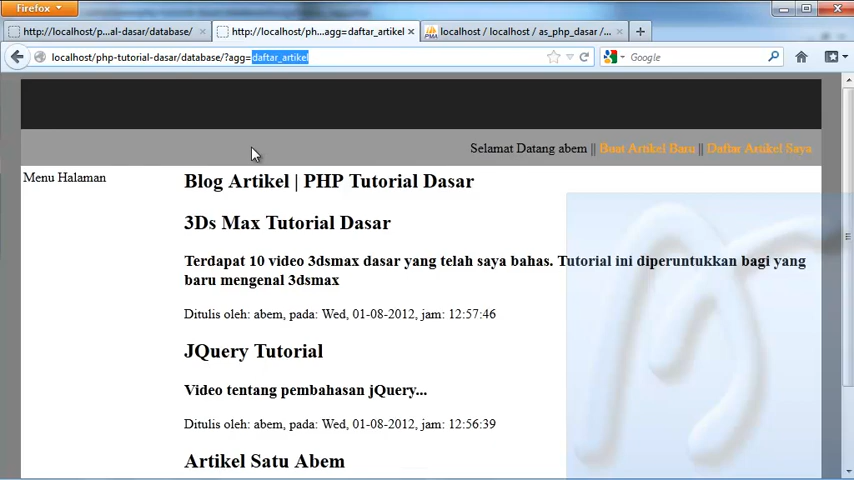 Firefox
http://localhost/p...al-dasar/database/
http://localhost/ph...agg=daftar_artikel
localhost / localhost / as_php_dasar /...
localhost/php-tutorial-dasar/database/?agg=daftar_artikel
Google
Selamat Datang abem || Buat Artikel Baru || Daftar Artikel Saya
Menu Halaman
Blog Artikel | PHP Tutorial Dasar
3Ds Max Tutorial Dasar
Terdapat 10 video 3dsmax dasar yang telah saya bahas. Tutorial ini diperuntukkan bagi yang
baru mengenal 3dsmax
Ditulis oleh: abem, pada: Wed, 01-08-2012, jam: 12:57:46
JQuery Tutorial
Video tentang pembahasan jQuery...
Ditulis oleh: abem, pada: Wed, 01-08-2012, jam: 12:56:39
Artikel Satu Abem